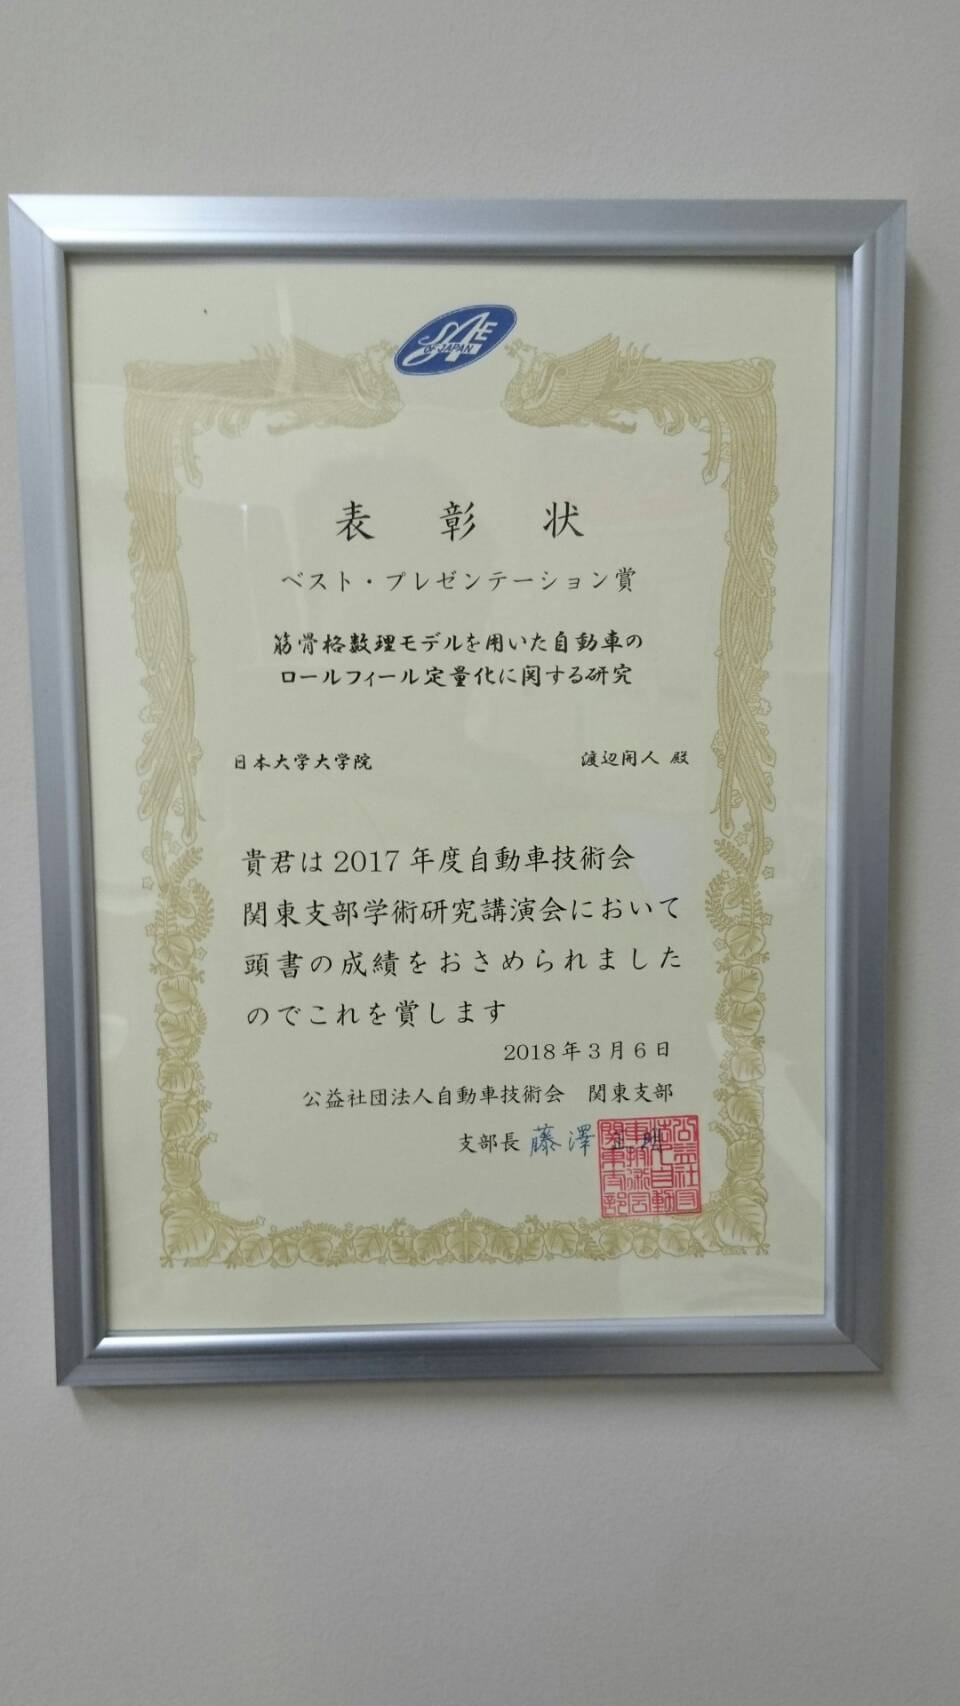 SAE
OF JAPAN
表彰状
ベスト・プレゼンテーション賞
筋骨格数理モデルを用いた自動車の
ロールフィール定量化に関する研究
日本大学大学院 渡辺閑人 殿
貴君は2017年度自動車技術会
関東支部学術研究講演会において
頭書の成績をおさめられました
のでこれを賞します
2018年3月6日
公益社団法人自動車技術会 関東支部
支部長 藤澤